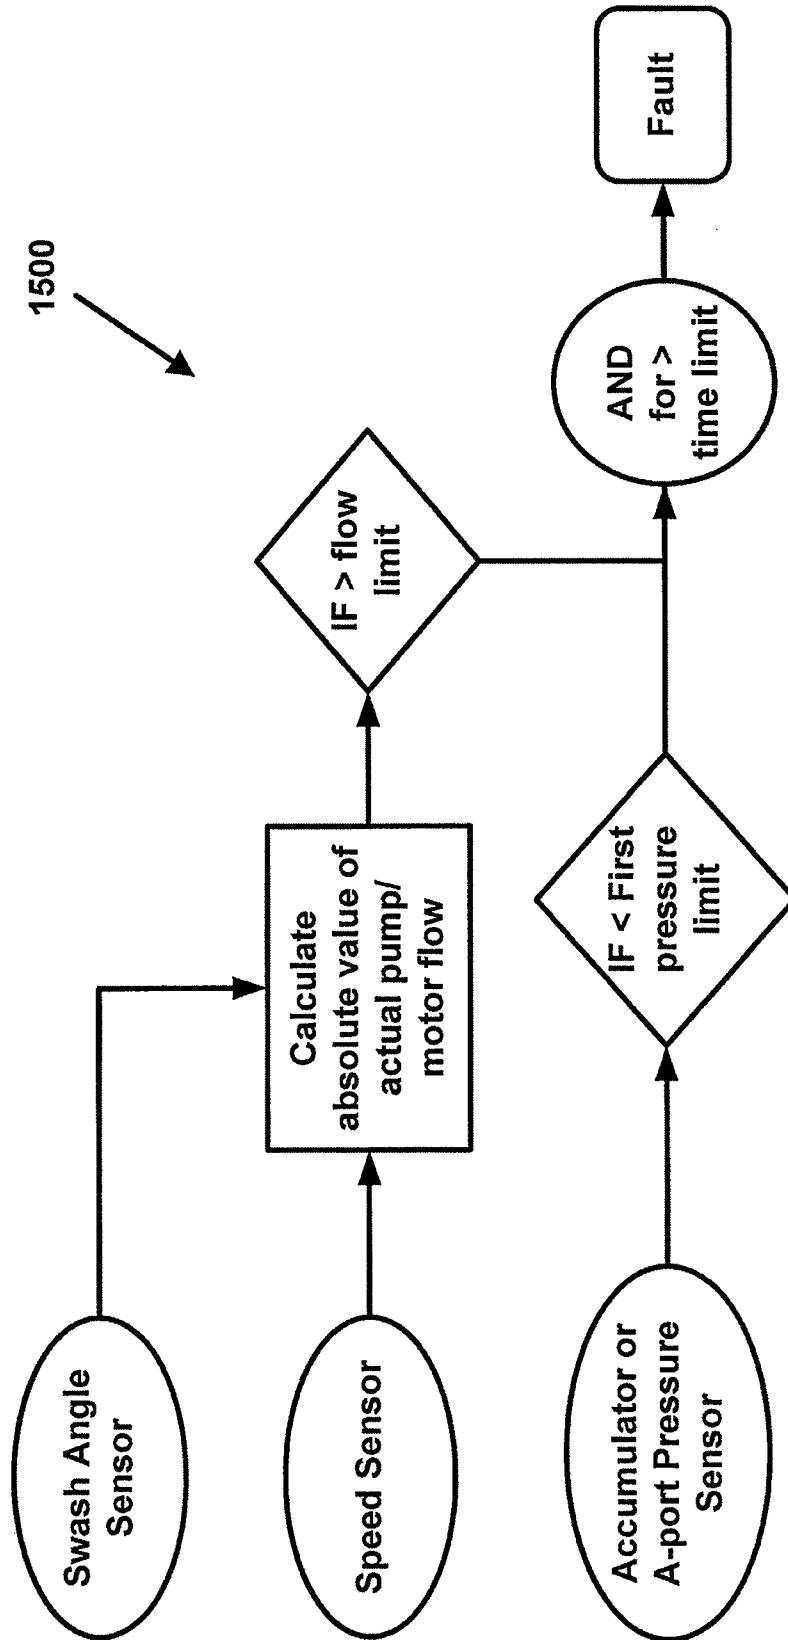 1500
Swash Angle
Sensor
Speed Sensor
Calculate
absolute value of
actual pump/
motor flow
IF > flow
limit
Accumulator or
A-port Pressure
Sensor
IF < First
pressure
limit
AND
for >
time limit
Fault